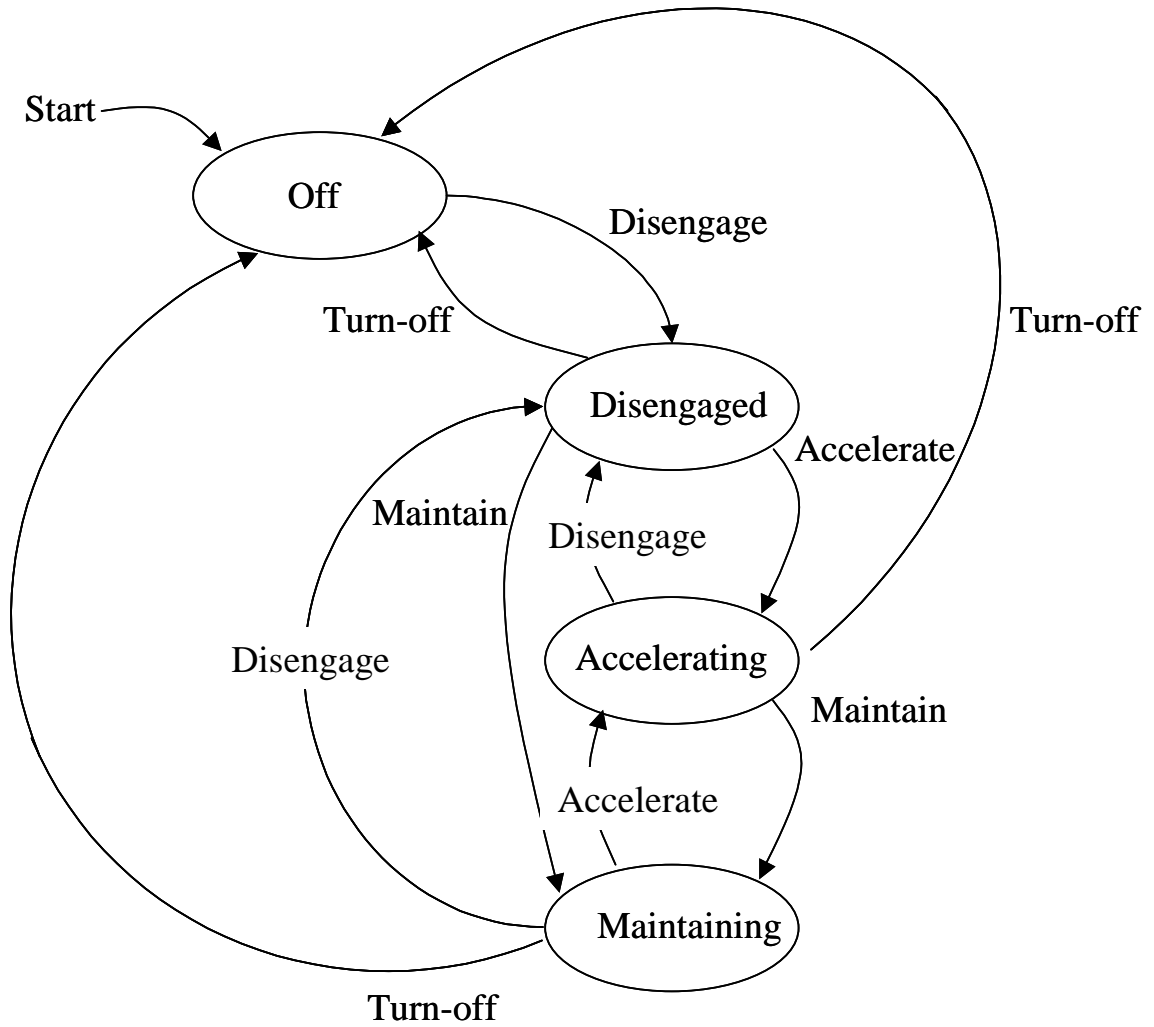 Start
Off
Disengage
Turn-off
Turn-off
Disengaged
Accelerate
Maintain
Disengage
Disengage
Accelerating
Maintain
Accelerate
Maintaining
Turn-off